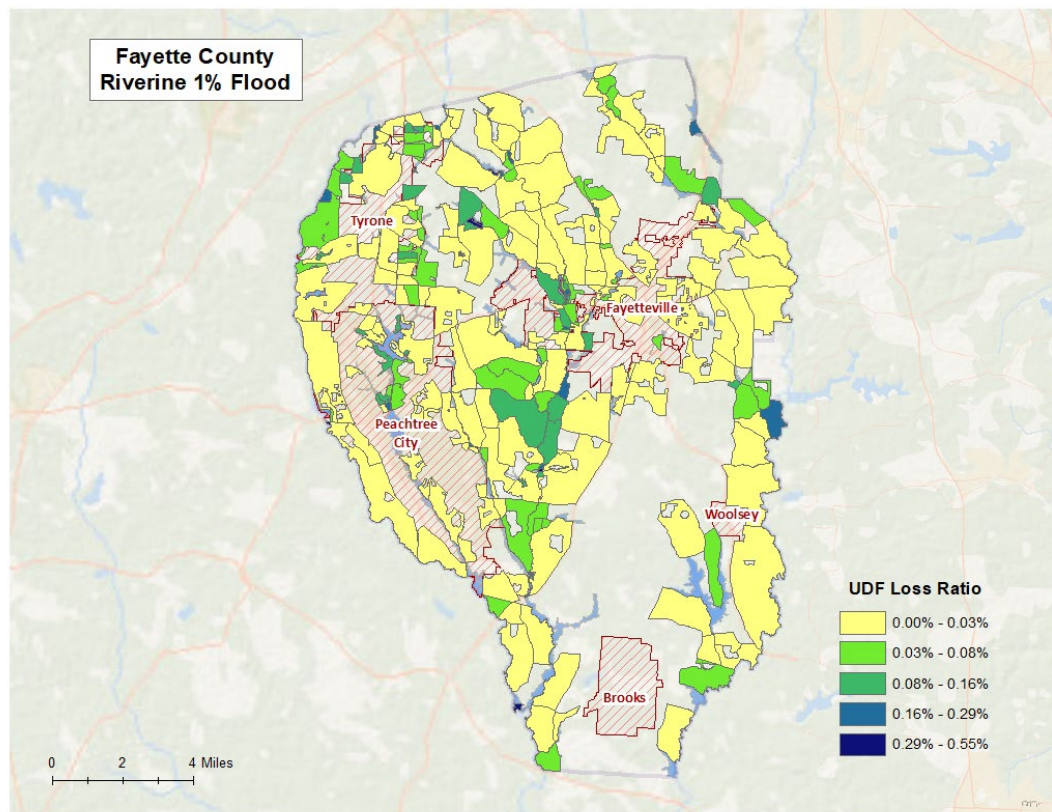 Fayette County
Riverine 1% Flood
Tyrone
Fayetteville
Peachtree
City
Woolsey
Brooks
UDF Loss Ratio
0.00% - 0.03%
0.03% - 0.08%
0.08% - 0.16%
0.16% - 0.29%
0.29% - 0.55%
0 2 4 Miles